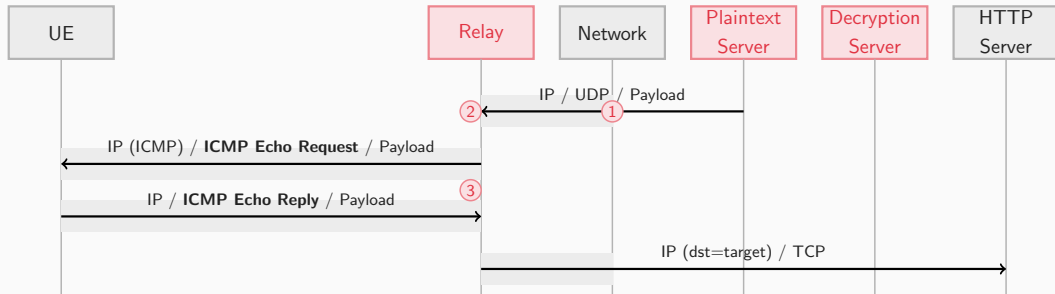 UE
Relay
Network
Plaintext
Server
Decryption
Server
HTTP
Server
IP / UDP / Payload
2
1
IP (ICMP) / ICMP Echo Request / Payload
3
IP / ICMP Echo Reply / Payload
IP (dst=target) / TCP